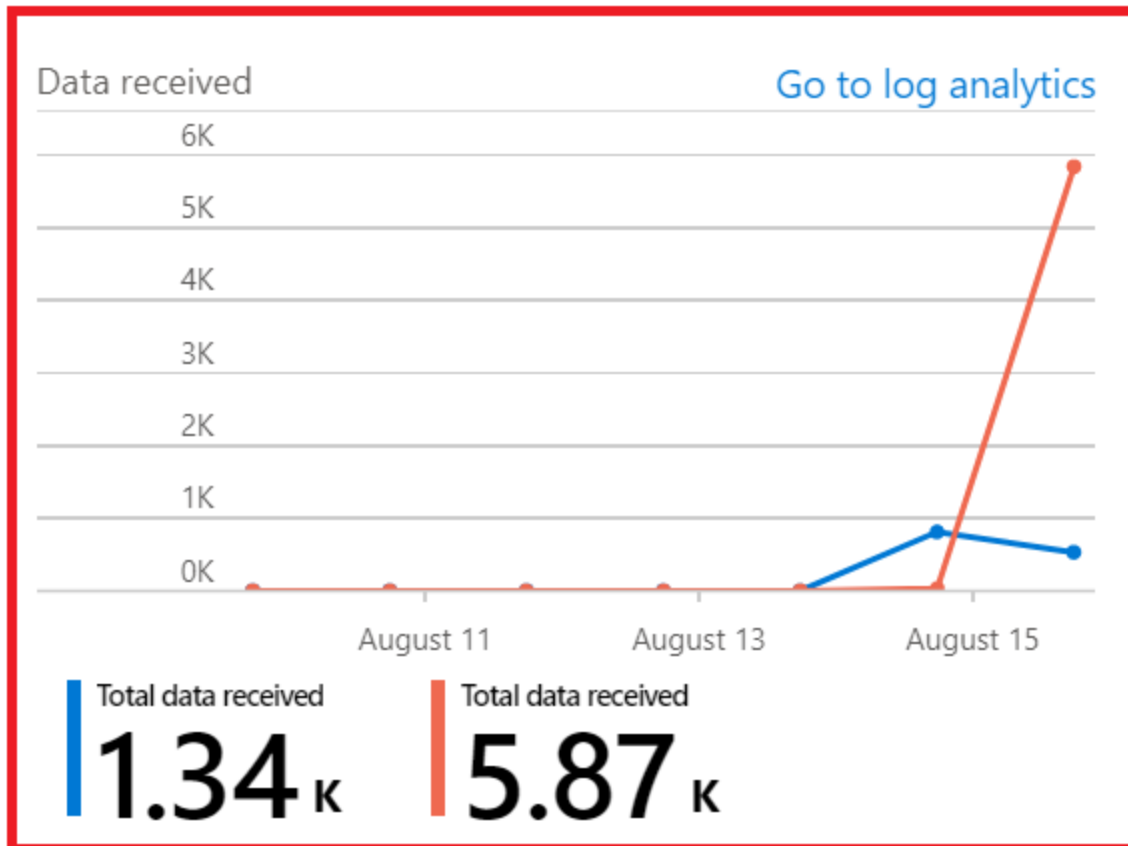 Data received
Go to log analytics
6K
5K
4K
3K
2K
1K
0K
August 11 August 13 August 15
Total data received
1.34 K
Total data received
5.87 K